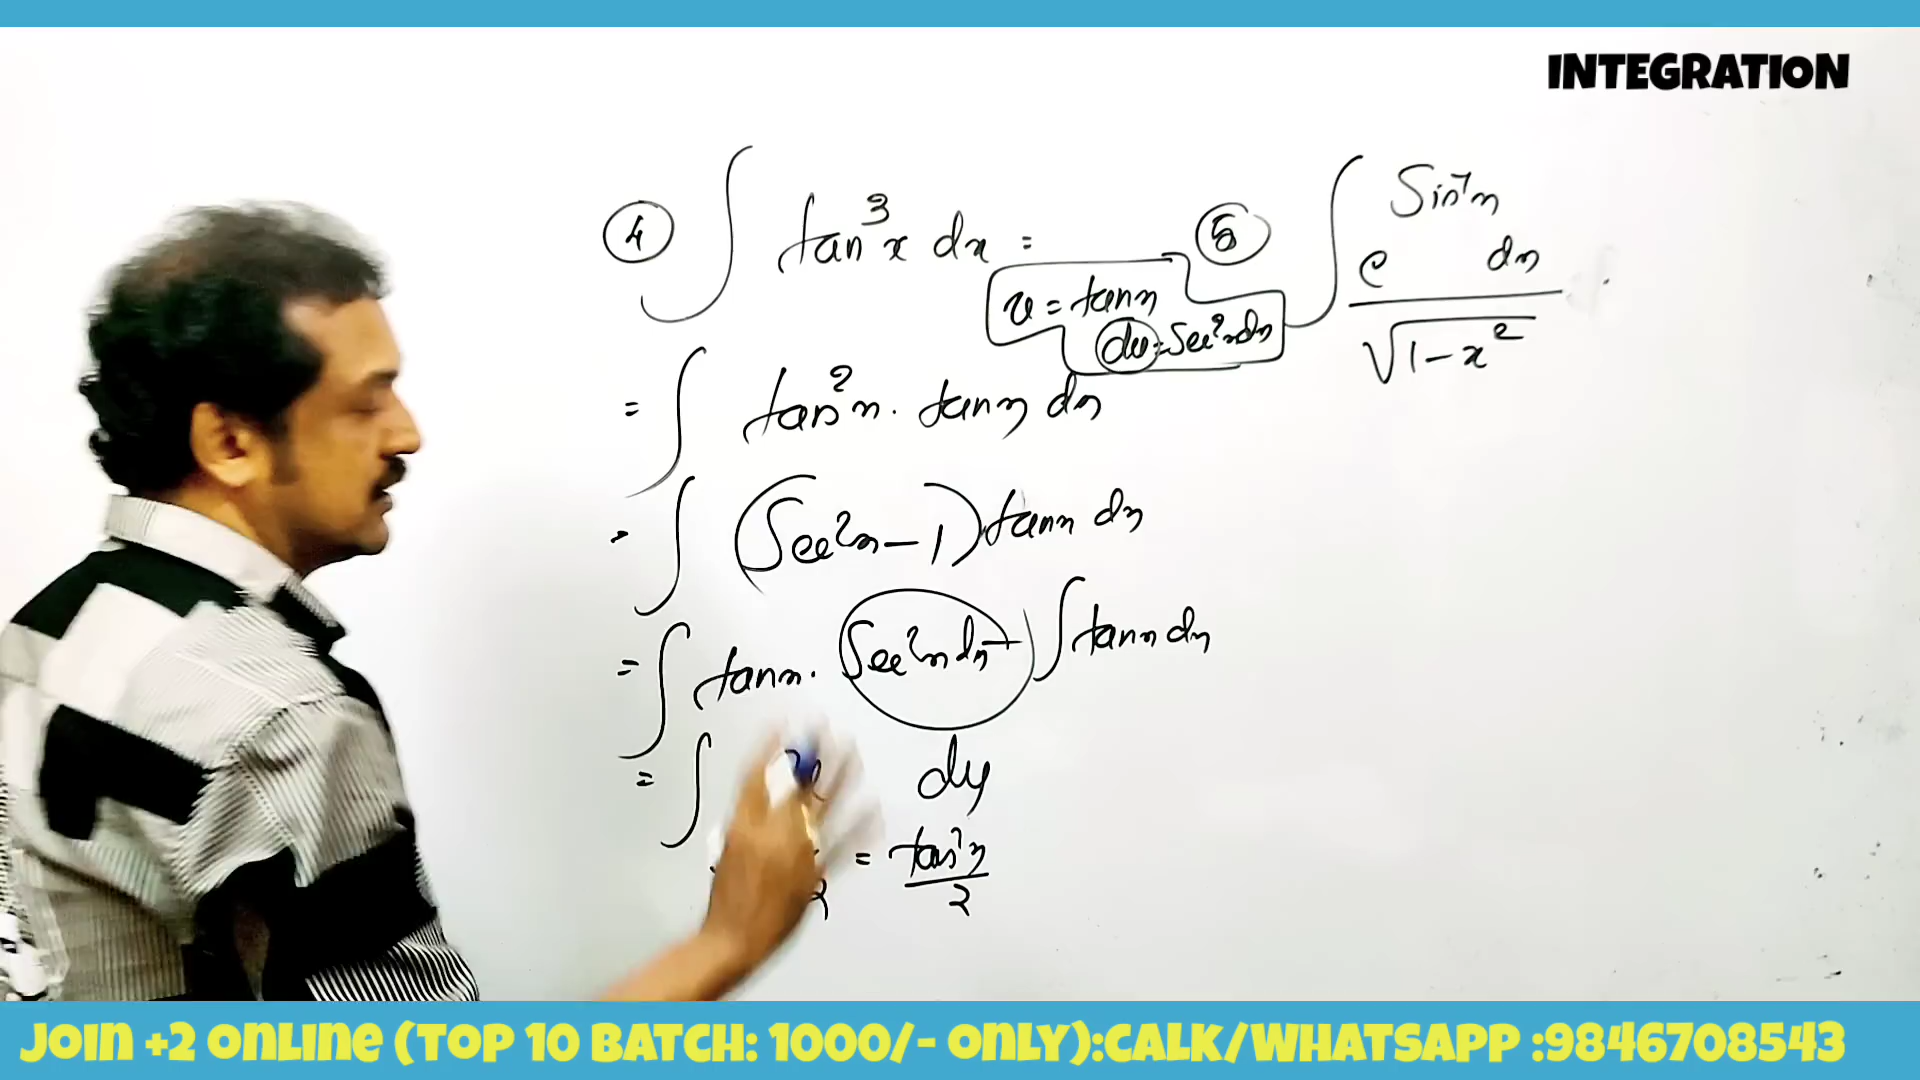 INTEGRATION
④ ∫ tan³x dx =
u = tanx
du = Sec²x dx
= ∫ tan²x . tanx dx
= ∫ (Sec²x – 1) tanx dx
= ∫ tanx . Sec²x dx – ∫ tanx dx
= ∫ u du
2 = tan²x / 2
⑤ ∫ e^Sin⁻¹x dx / √1 – x²
JOIN +2 ONLINE (TOP 10 BATCH: 1000/- ONLY):CALK/WHATSAPP :9846708543